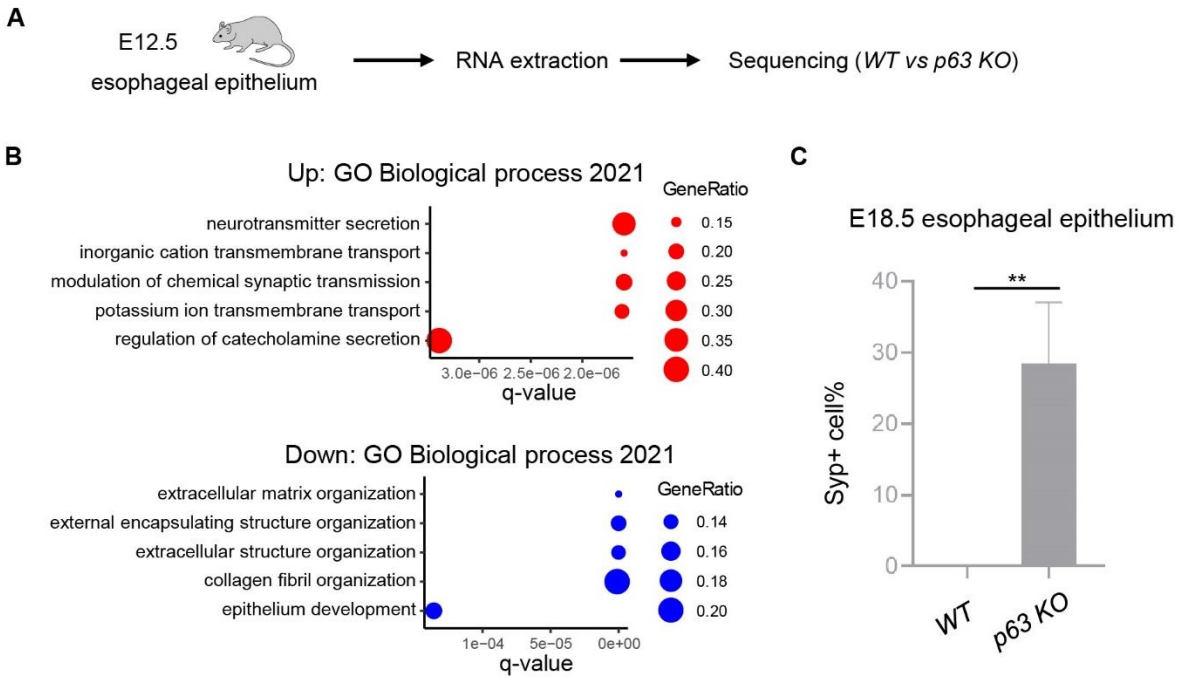 A
E12.5
esophageal epithelium
RNA extraction
Sequencing (WT vs p63 KO)
B
Up: GO Biological process 2021
neurotransmitter secretion
inorganic cation transmembrane transport
modulation of chemical synaptic transmission
potassium ion transmembrane transport
regulation of catecholamine secretion
3.0e-06 2.5e-06 2.0e-06
q-value
GeneRatio
0.15
0.20
0.25
0.30
0.35
0.40
Down: GO Biological process 2021
extracellular matrix organization
external encapsulating structure organization
extracellular structure organization
collagen fibril organization
epithelium development
1e-04 5e-05 0e+00
q-value
GeneRatio
0.14
0.16
0.18
0.20
C
E18.5 esophageal epithelium
**
Syp+ cell%
40
30
20
10
0
WT
p63 KO